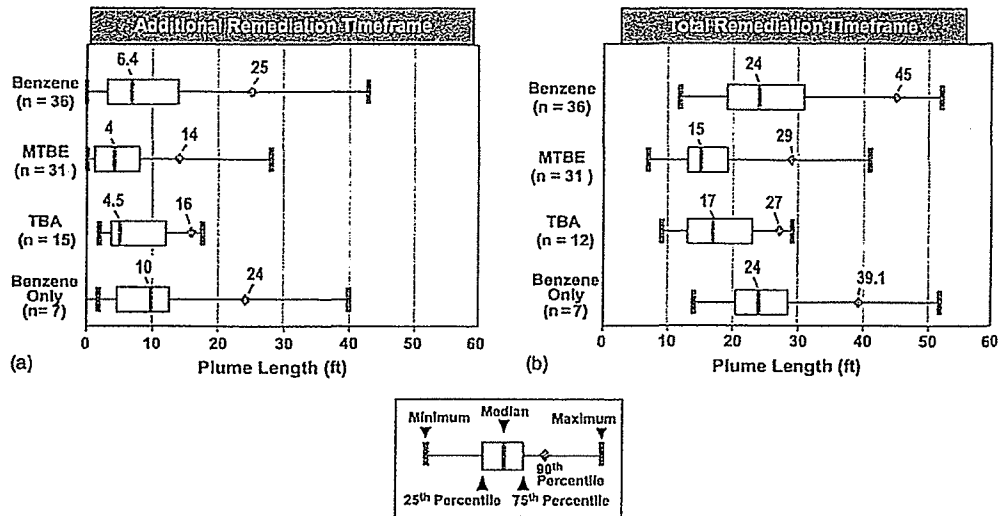 Additional Remediation Timeframe
Benzene
(n = 36)
6.4
25
MTBE
(n = 31)
4
14
TBA
(n = 15)
4.5
16
Benzene
Only
(n= 7)
10
24
0 10 20 30 40 50 60
(a)
Plume Length (ft)
Total Remediation Timeframe
Benzene
(n = 36)
24
45
MTBE
(n = 31)
15
29
TBA
(n = 12)
17
27
Benzene
Only
(n= 7)
24
39.1
0 10 20 30 40 50 60
(b)
Plume Length (ft)
Minimum
Median
Maximum
90th
Percentile
25th Percentile
75th Percentile